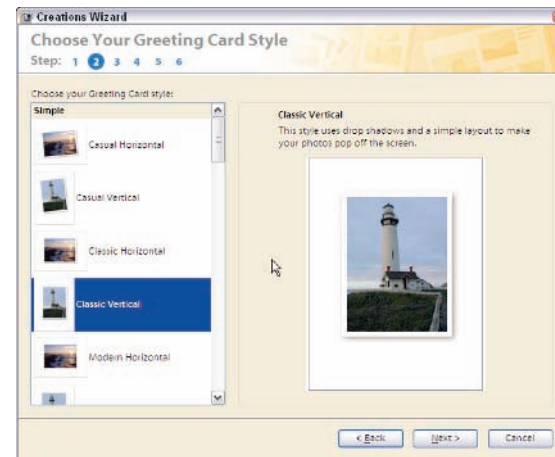 Creations Wizard
Choose Your Greeting Card Style
Step: 1 2 3 4 5 6
Choose your Greeting Card style:
Simple
Casual Horizontal
Casual Vertical
Classic Horizontal
Classic Vertical
Modern Horizontal
Classic Vertical
This style uses drop shadows and a simple layout to make
your photos pop off the screen.
< Back
Next >
Cancel